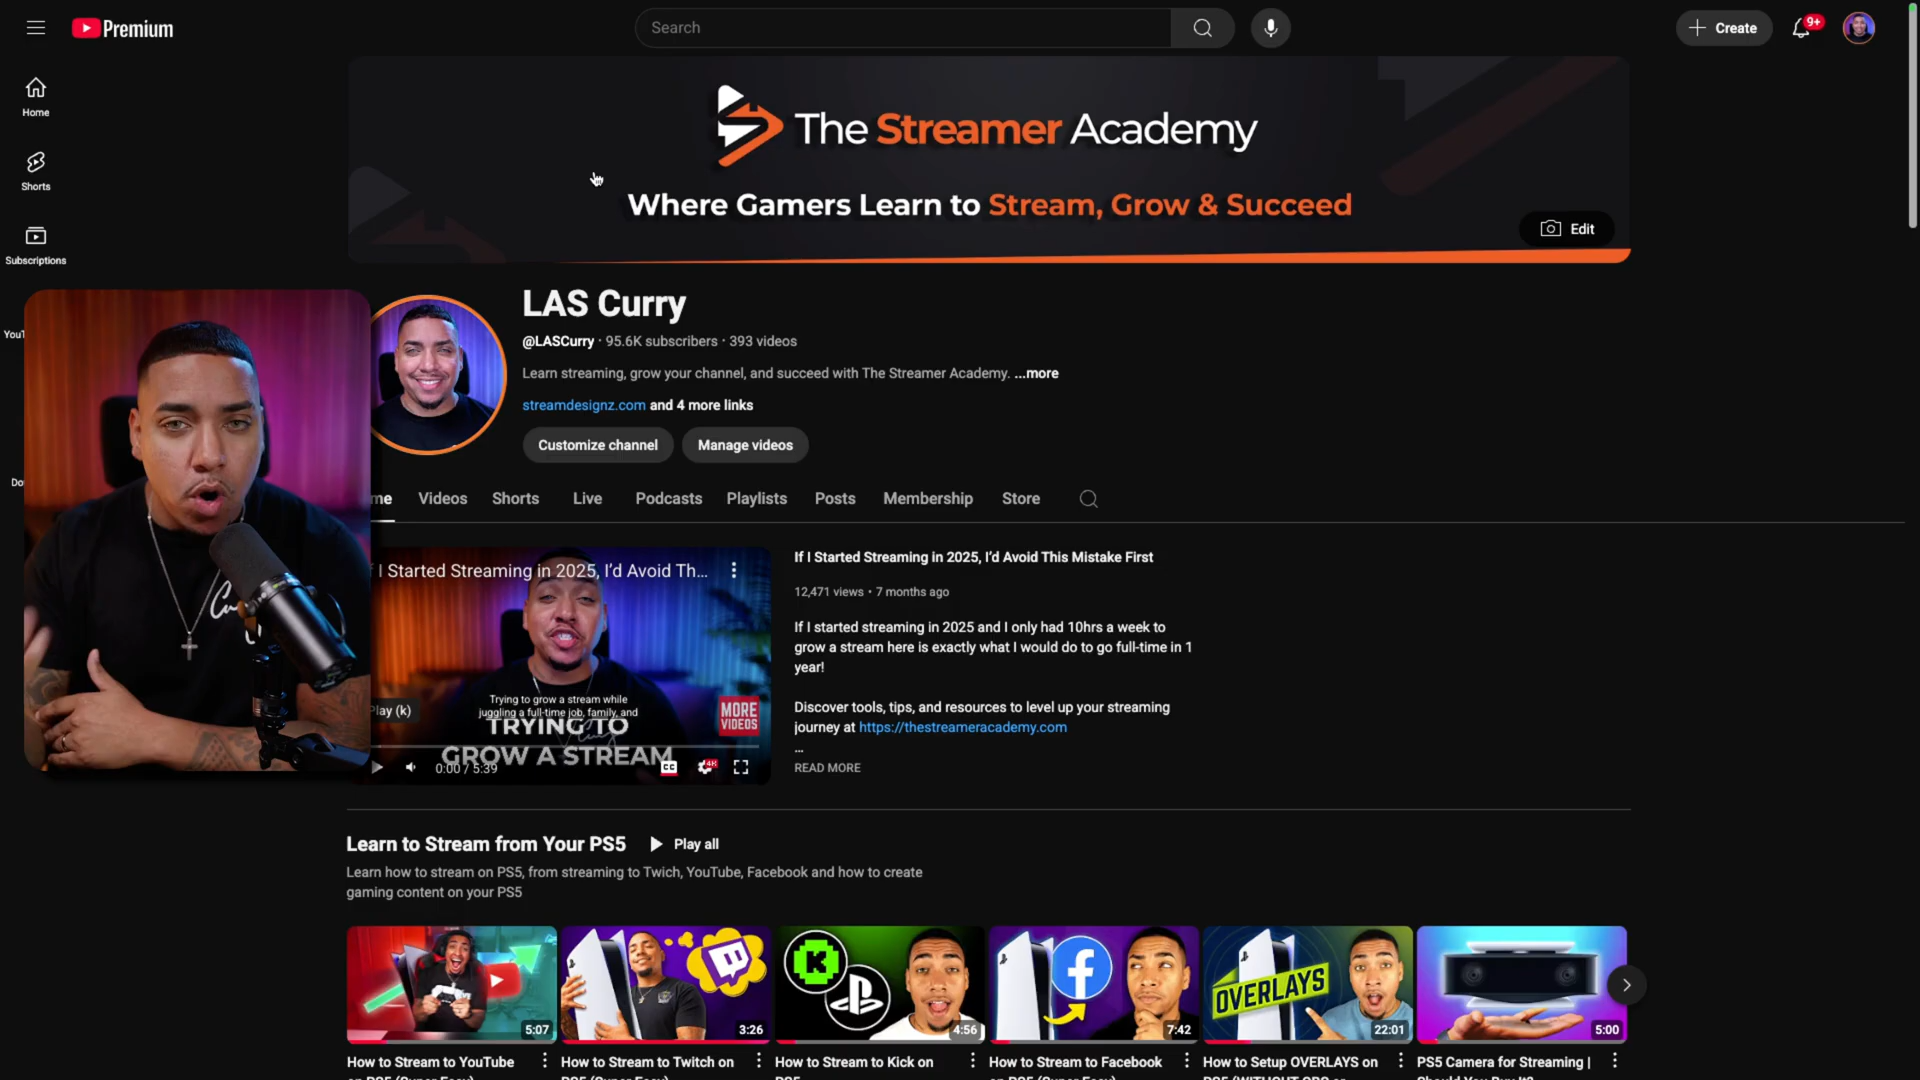 Premium
Search
Create
9+
Home
Shorts
Subscriptions
The Streamer Academy
Where Gamers Learn to Stream, Grow & Succeed
Edit
LAS Curry
@LASCurry · 95.6K subscribers · 393 videos
Learn streaming, grow your channel, and succeed with The Streamer Academy. ...more
streamdesignz.com and 4 more links
Customize channel
Manage videos
me
Videos
Shorts
Live
Podcasts
Playlists
Posts
Membership
Store
I Started Streaming in 2025, I'd Avoid Th...
Trying to grow a stream while
juggling a full-time job, family, and
TRYING TO
GROW A STREAM
Play (k)
MORE
VIDEOS
0:00 / 5:39
CC
4K
If I Started Streaming in 2025, I'd Avoid This Mistake First
12,471 views · 7 months ago
If I started streaming in 2025 and I only had 10hrs a week to
grow a stream here is exactly what I would do to go full-time in 1
year!
Discover tools, tips, and resources to level up your streaming
journey at https://thestreameracademy.com
...
READ MORE
Learn to Stream from Your PS5
Play all
Learn how to stream on PS5, from streaming to Twich, YouTube, Facebook and how to create
gaming content on your PS5
5:07
3:26
4:56
7:42
OVERLAYS
22:01
5:00
How to Stream to YouTube
How to Stream to Twitch on
How to Stream to Kick on
How to Stream to Facebook
How to Setup OVERLAYS on
PS5 Camera for Streaming |